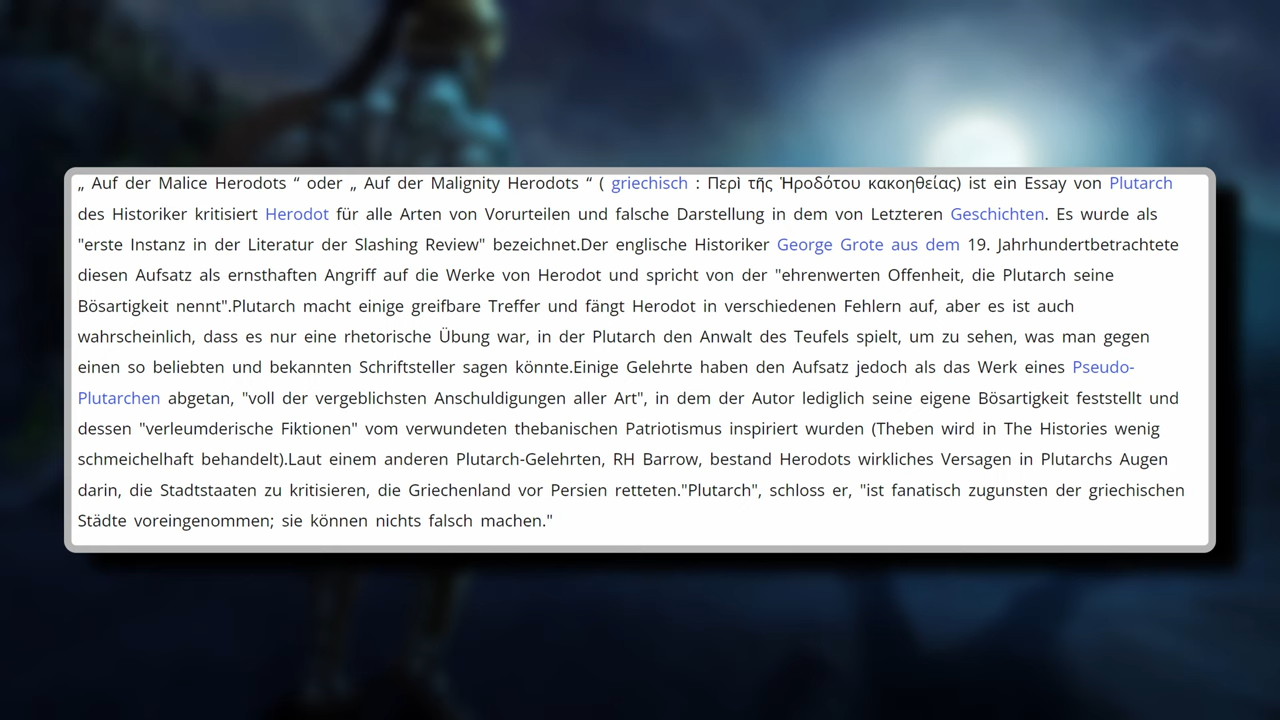 „ Auf der Malice Herodots “ oder „ Auf der Malignity Herodots “ ( griechisch : Περὶ τῆς Ἡροδότου κακοηθείας) ist ein Essay von Plutarch
des Historiker kritisiert Herodot für alle Arten von Vorurteilen und falsche Darstellung in dem von Letzteren Geschichten. Es wurde als
"erste Instanz in der Literatur der Slashing Review" bezeichnet.Der englische Historiker George Grote aus dem 19. Jahrhundertbetrachtete
diesen Aufsatz als ernsthaften Angriff auf die Werke von Herodot und spricht von der "ehrenwerten Offenheit, die Plutarch seine
Bösartigkeit nennt".Plutarch macht einige greifbare Treffer und fängt Herodot in verschiedenen Fehlern auf, aber es ist auch
wahrscheinlich, dass es nur eine rhetorische Übung war, in der Plutarch den Anwalt des Teufels spielt, um zu sehen, was man gegen
einen so beliebten und bekannten Schriftsteller sagen könnte.Einige Gelehrte haben den Aufsatz jedoch als das Werk eines Pseudo-
Plutarchen abgetan, "voll der vergeblichsten Anschuldigungen aller Art", in dem der Autor lediglich seine eigene Bösartigkeit feststellt und
dessen "verleumderische Fiktionen" vom verwundeten thebanischen Patriotismus inspiriert wurden (Theben wird in The Histories wenig
schmeichelhaft behandelt).Laut einem anderen Plutarch-Gelehrten, RH Barrow, bestand Herodots wirkliches Versagen in Plutarchs Augen
darin, die Stadtstaaten zu kritisieren, die Griechenland vor Persien retteten."Plutarch", schloss er, "ist fanatisch zugunsten der griechischen
Städte voreingenommen; sie können nichts falsch machen."